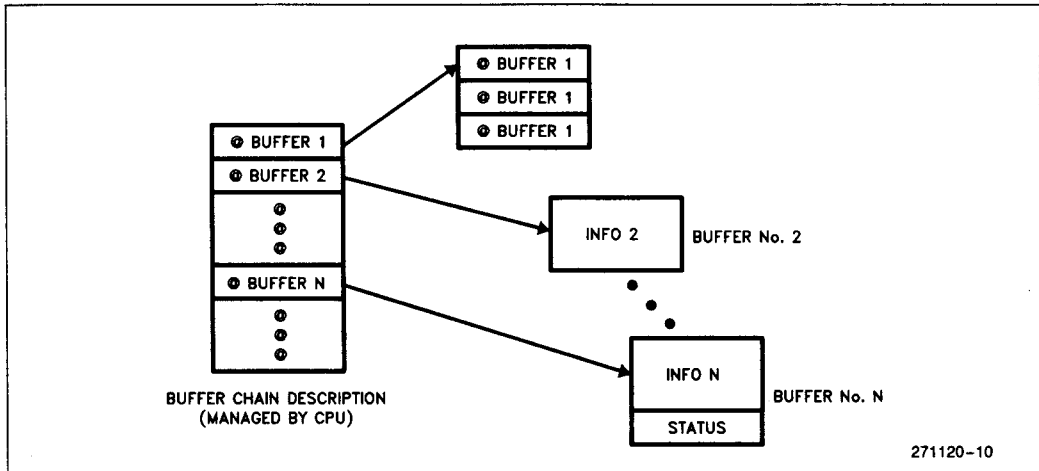 @ BUFFER 1
@ BUFFER 1
@ BUFFER 1
@ BUFFER 1
@ BUFFER 2
@
@
@
@ BUFFER N
@
@
@
BUFFER CHAIN DESCRIPTION
(MANAGED BY CPU)
INFO 2
BUFFER No. 2
INFO N
STATUS
BUFFER No. N
271120-10